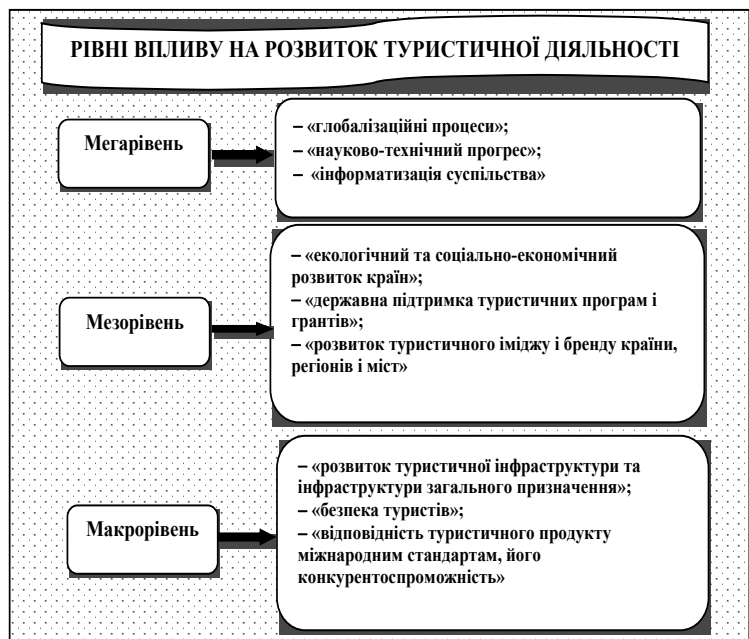 РІВНІ ВПЛИВУ НА РОЗВИТОК ТУРИСТИЧНОЇ ДІЯЛЬНОСТІ
Мегарівень
– «глобалізаційні процеси»;
– «науково-технічний прогрес»;
– «інформатизація суспільства»
Мезорівень
– «екологічний та соціально-економічний
розвиток країн»;
– «державна підтримка туристичних програм і
грантів»;
– «розвиток туристичного іміджу і бренду країни,
регіонів і міст»
Макрорівень
– «розвиток туристичної інфраструктури та
інфраструктури загального призначення»;
– «безпека туристів»;
– «відповідність туристичного продукту
міжнародним стандартам, його
конкурентоспроможність»